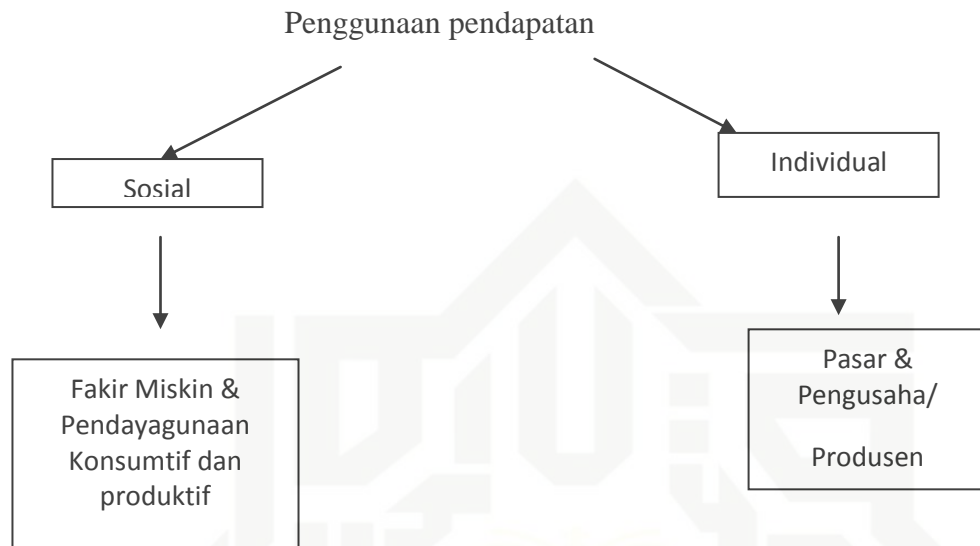 Penggunaan pendapatan
Sosial
Individual
Fakir Miskin &
Pendayagunaan
Konsumtif dan
produktif
Pasar &
Pengusaha/
Produsen